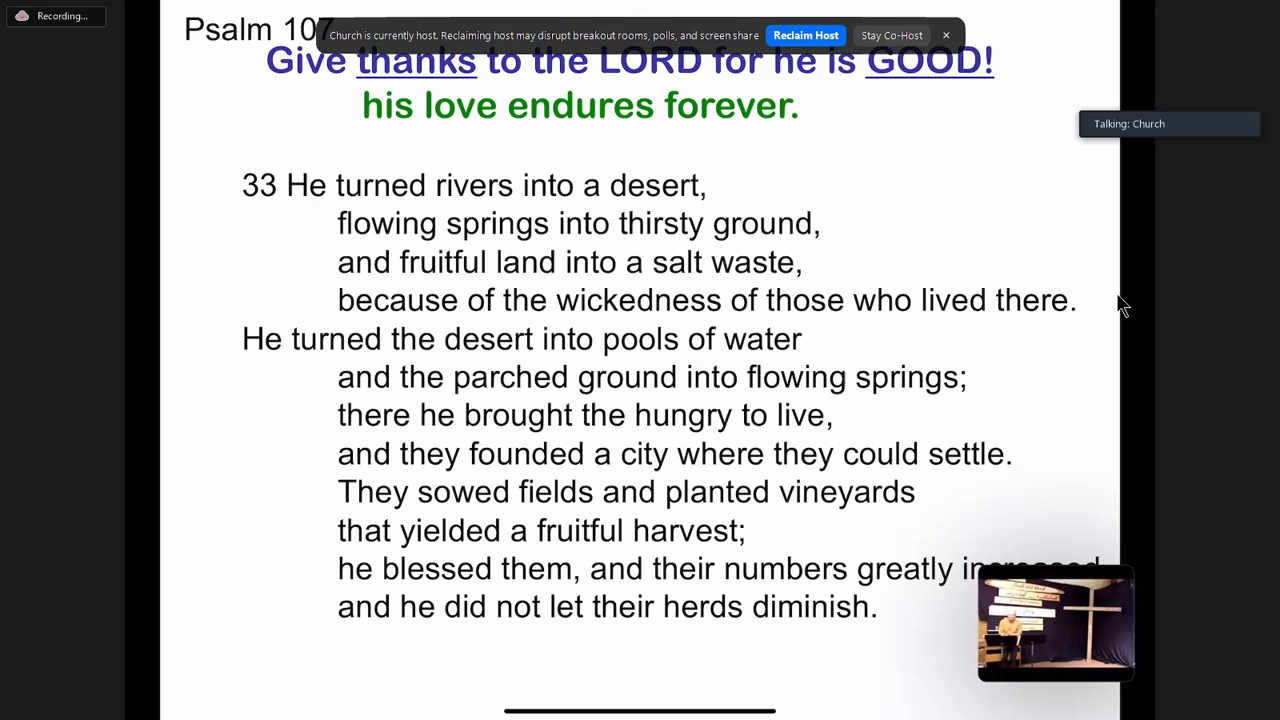 Recording...
Psalm 107
Church is currently host. Reclaiming host may disrupt breakout rooms, polls, and screen share Reclaim Host Stay Co-Host
Give thanks to the LORD for he is GOOD!
his love endures forever.
Talking: Church
33 He turned rivers into a desert,
flowing springs into thirsty ground,
and fruitful land into a salt waste,
because of the wickedness of those who lived there.
He turned the desert into pools of water
and the parched ground into flowing springs;
there he brought the hungry to live,
and they founded a city where they could settle.
They sowed fields and planted vineyards
that yielded a fruitful harvest;
he blessed them, and their numbers greatly increased
and he did not let their herds diminish.